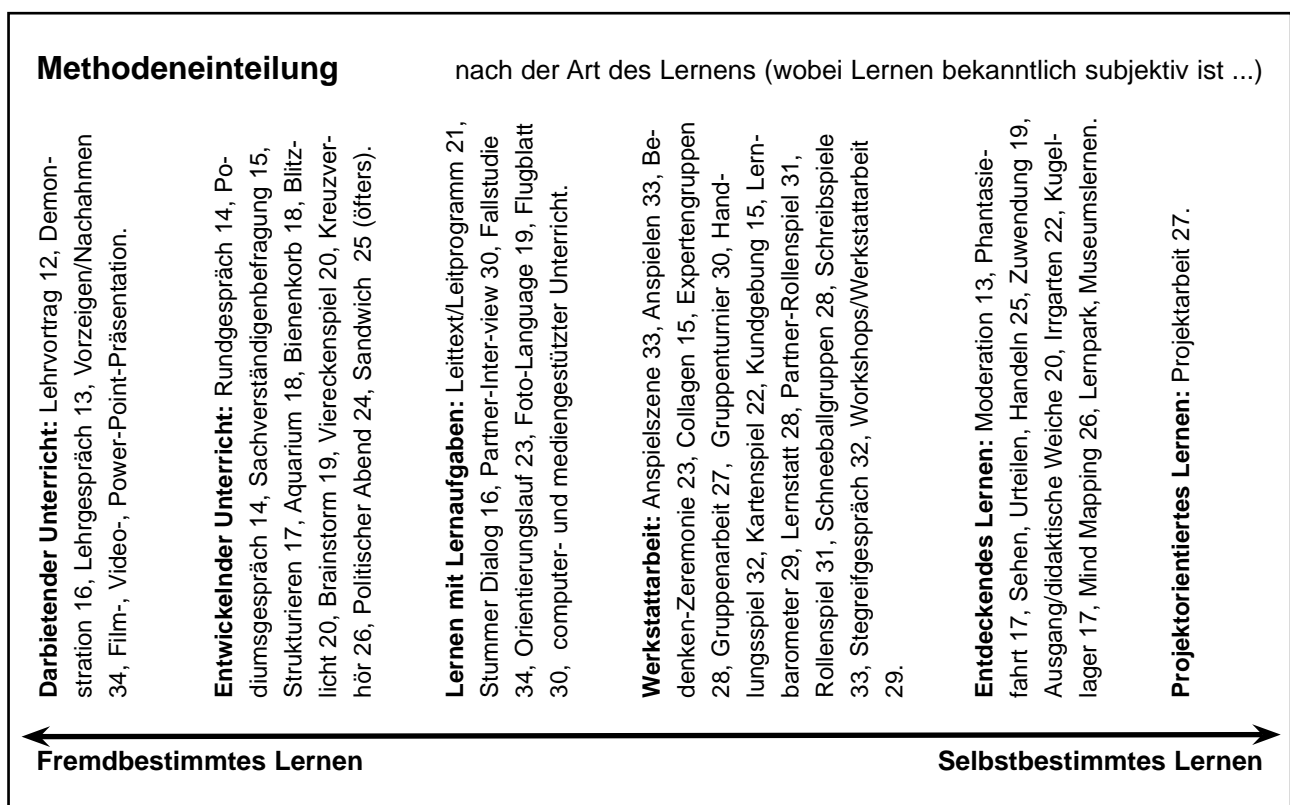 Methodeneinteilung nach der Art des Lernens (wobei Lernen bekanntlich subjektiv ist ...)
Darbietender Unterricht: Lehrvortrag 12, Demon-
stration 16, Lehrgespräch 13, Vorzeigen/Nachahmen
34, Film-, Video-, Power-Point-Präsentation.
Entwickelnder Unterricht: Rundgespräch 14, Po-
diumsgespräch 14, Sachverständigenbefragung 15,
Strukturieren 17, Aquarium 18, Bienenkorb 18, Blitz-
licht 20, Brainstorm 19, Viereckenspiel 20, Kreuzver-
hör 26, Politischer Abend 24, Sandwich 25 (öfters).
Lernen mit Lernaufgaben: Leittext/Leitprogramm 21,
Stummer Dialog 16, Partner-Inter-view 30, Fallstudie
34, Orientierungslauf 23, Foto-Language 19, Flugblatt
30, computer- und mediengestützter Unterricht.
Werkstattarbeit: Anspielszene 33, Anspielen 33, Be-
denken-Zeremonie 23, Collagen 15, Expertengruppen
28, Gruppenarbeit 27, Gruppenturnier 30, Hand-
lungsspiel 32, Kartenspiel 22, Kundgebung 15, Lern-
barometer 29, Lernstatt 28, Partner-Rollenspiel 31,
Rollenspiel 31, Schneeballgruppen 28, Schreibspiele
33, Stegreifgespräch 32, Workshops/Werkstattarbeit
29.
Entdeckendes Lernen: Moderation 13, Phantasie-
fahrt 17, Sehen, Urteilen, Handeln 25, Zuwendung 19,
Ausgang/didaktische Weiche 20, Irrgarten 22, Kugel-
lager 17, Mind Mapping 26, Lernpark, Museumslernen.
Projektorientiertes Lernen: Projektarbeit 27.
Fremdbestimmtes Lernen Selbstbestimmtes Lernen